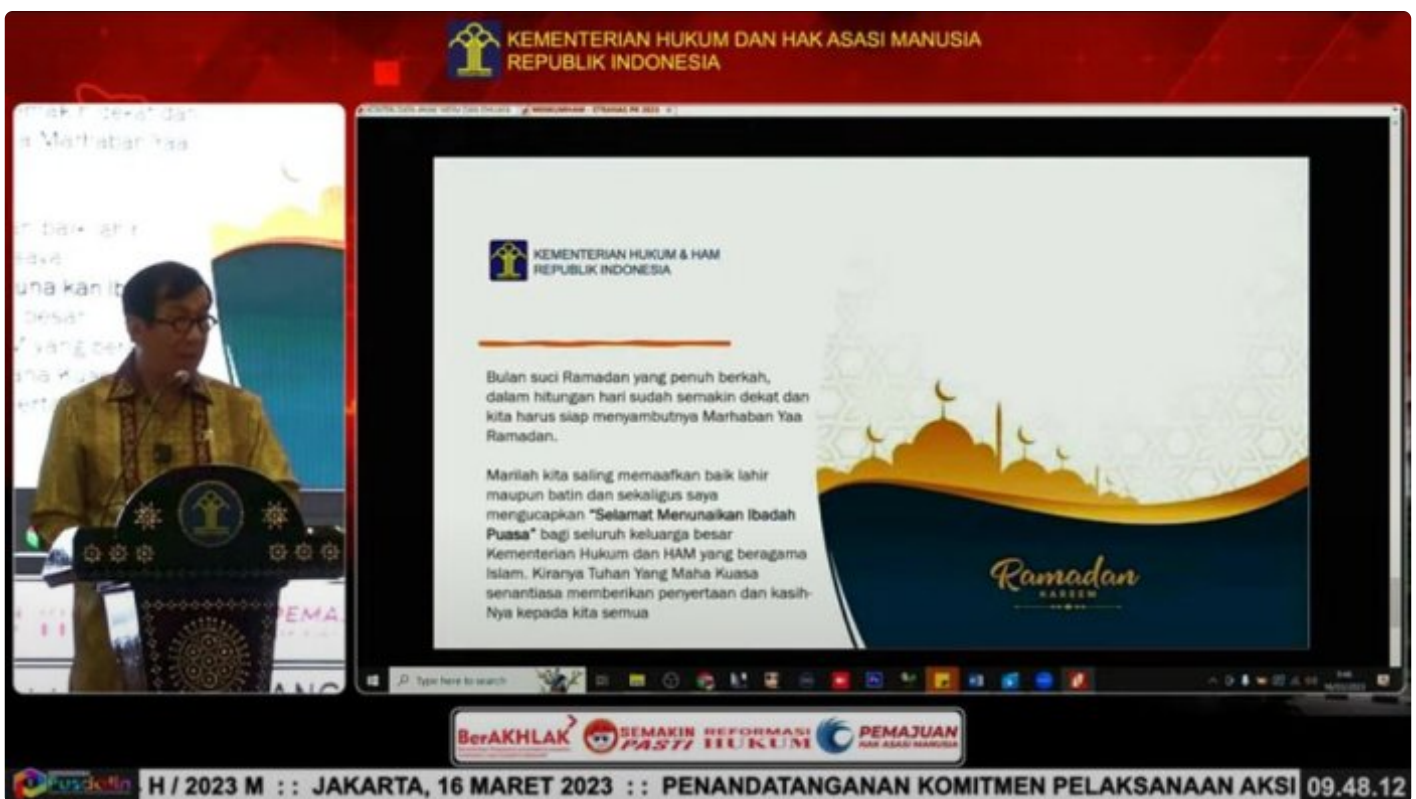 KEMENTERIAN HUKUM DAN HAK ASASI MANUSIA
REPUBLIK INDONESIA
MENKUMHAM - STRANAS PK 2023
KEMENTERIAN HUKUM & HAM
REPUBLIK INDONESIA
Bulan suci Ramadan yang penuh berkah,
dalam hitungan hari sudah semakin dekat dan
kita harus siap menyambutnya Marhaban Yaa
Ramadan.
Marilah kita saling memaafkan baik lahir
maupun batin dan sekaligus saya
mengucapkan “Selamat Menunaikan Ibadah
Puasa” bagi seluruh keluarga besar
Kementerian Hukum dan HAM yang beragama
Islam. Kiranya Tuhan Yang Maha Kuasa
senantiasa memberikan penyertaan dan kasih-
Nya kepada kita semua
Ramadan
KAREEM
Type here to search
BerAKHLAK
SEMAKIN
PASTI
REFORMASI
HUKUM
PEMAJUAN
HAK ASASI MANUSIA
Pusdatin
H / 2023 M :: JAKARTA, 16 MARET 2023 :: PENANDATANGANAN KOMITMEN PELAKSANAAN AKSI
09.48.12